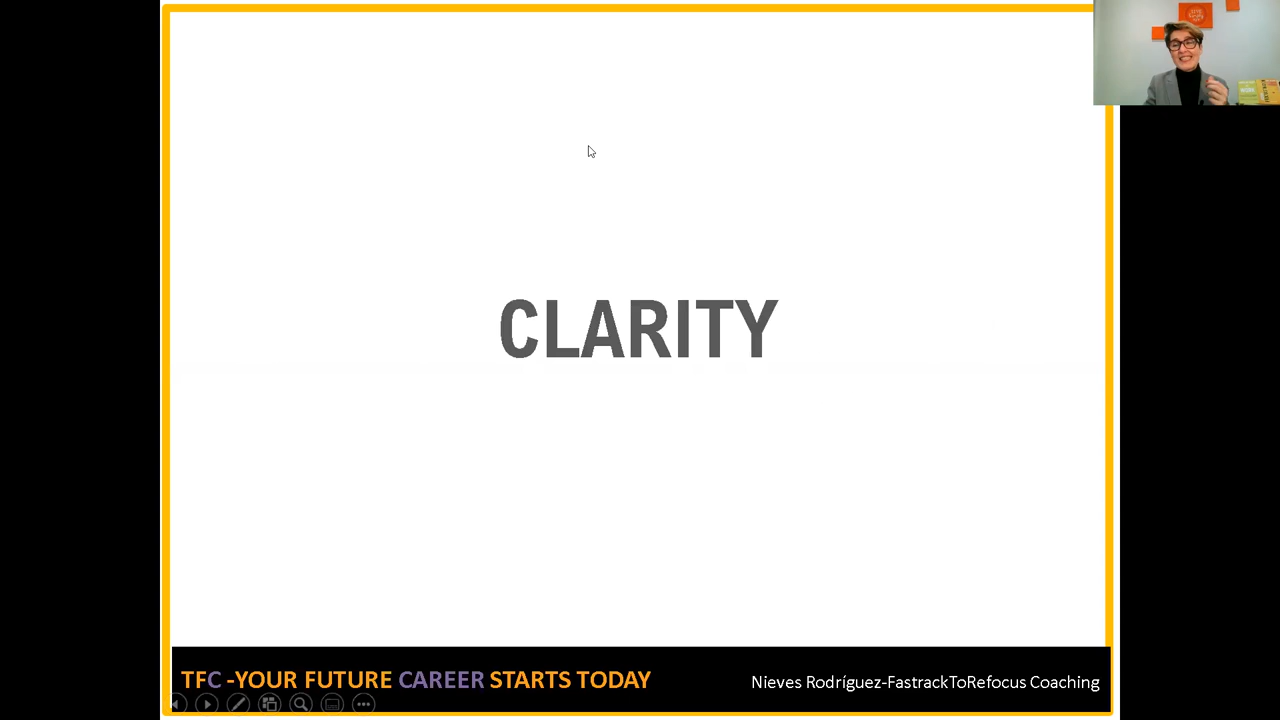 CLARITY
TFC -YOUR FUTURE CAREER STARTS TODAY
Nieves Rodríguez-FastrackToRefocus Coaching